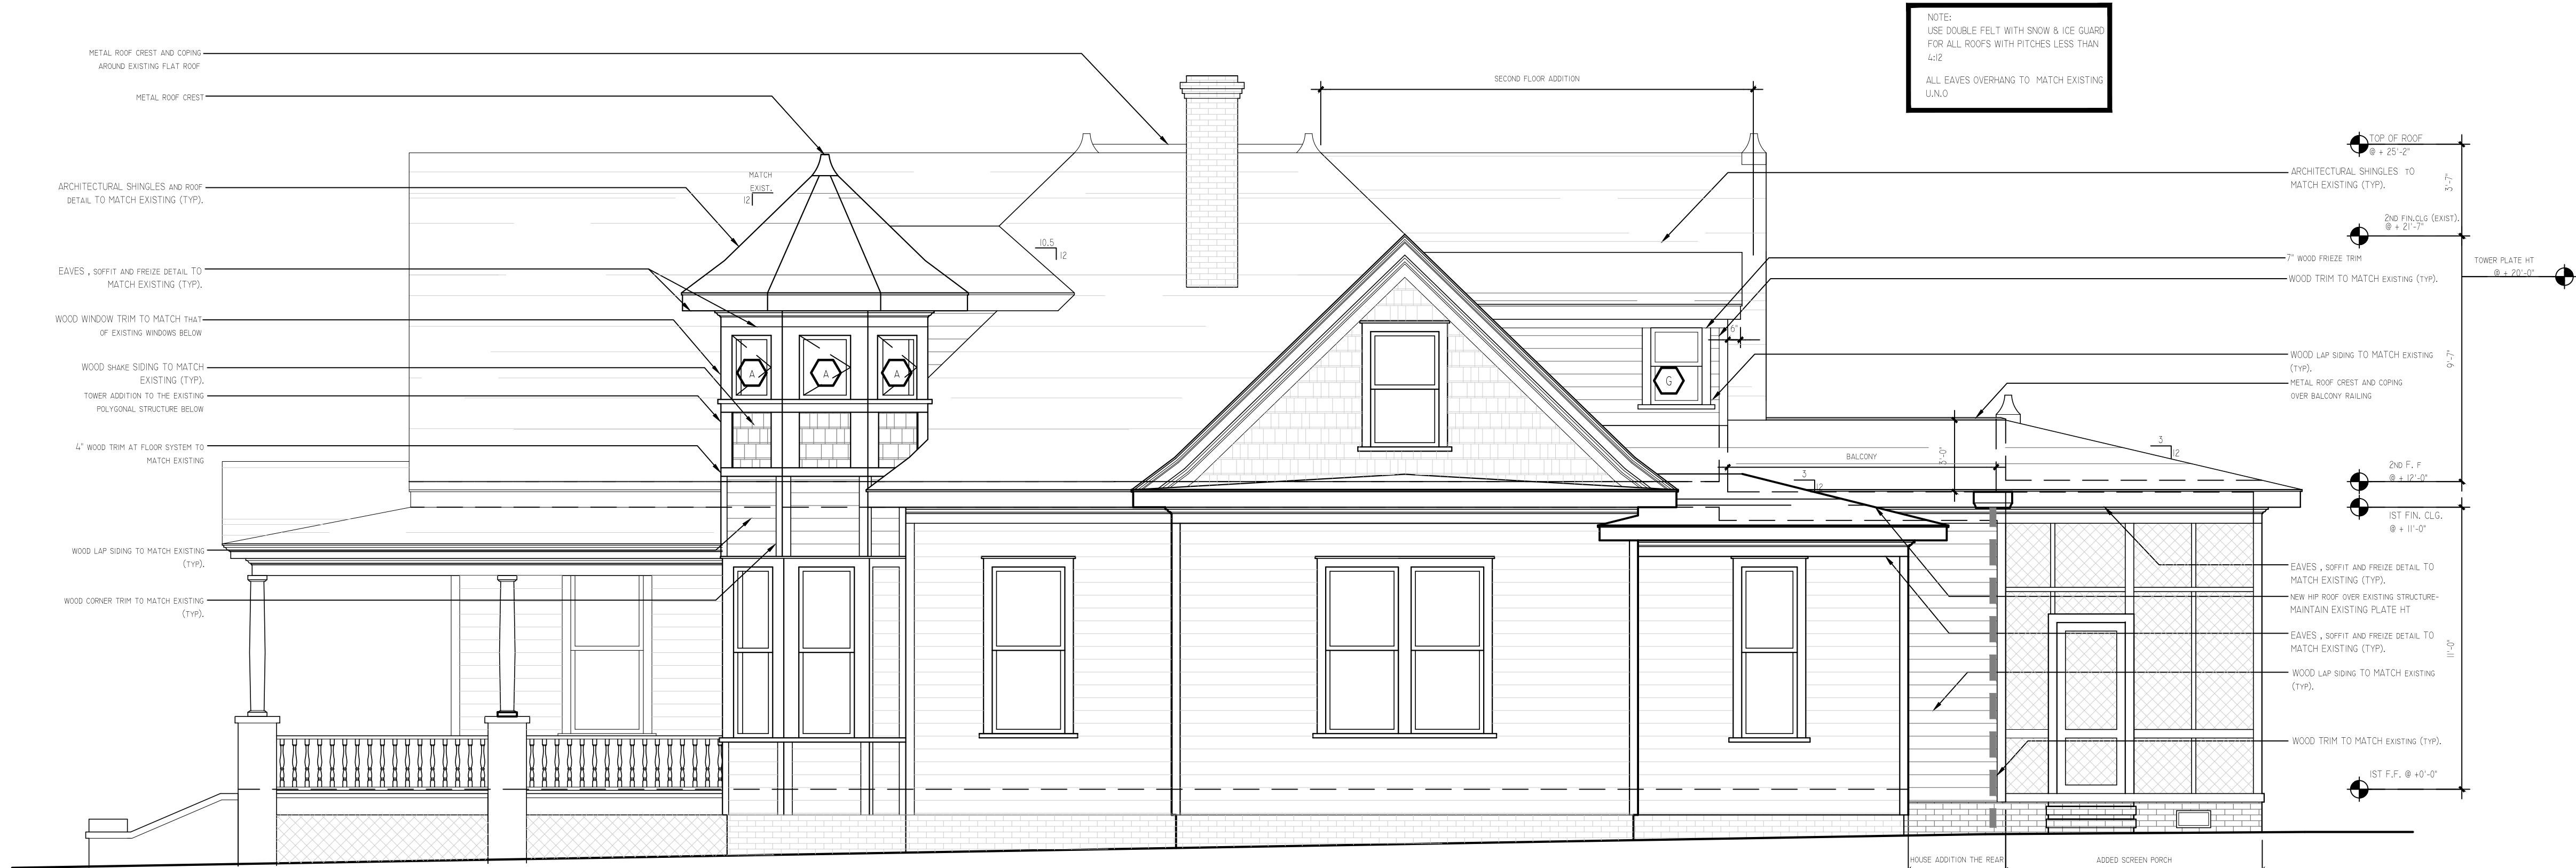 NOTE:
USE DOUBLE FELT WITH SNOW & ICE GUARD
FOR ALL ROOFS WITH PITCHES LESS THAN
4:12
ALL EAVES OVERHANG TO MATCH EXISTING
U.N.O
METAL ROOF CREST AND COPING
AROUND EXISTING FLAT ROOF
METAL ROOF CREST
ARCHITECTURAL SHINGLES AND ROOF
DETAIL TO MATCH EXISTING (TYP).
EAVES , SOFFIT AND FREIZE DETAIL TO
MATCH EXISTING (TYP).
WOOD WINDOW TRIM TO MATCH THAT
OF EXISTING WINDOWS BELOW
WOOD SHAKE SIDING TO MATCH
EXISTING (TYP).
TOWER ADDITION TO THE EXISTING
POLYGONAL STRUCTURE BELOW
4" WOOD TRIM AT FLOOR SYSTEM TO
MATCH EXISTING
WOOD LAP SIDING TO MATCH EXISTING
(TYP).
WOOD CORNER TRIM TO MATCH EXISTING
(TYP).
MATCH
EXIST.
12
10.5
12
A
A
A
SECOND FLOOR ADDITION
6"
G
BALCONY
3'-0"
3
12
3
12
TOP OF ROOF
@ + 25'-2"
ARCHITECTURAL SHINGLES TO
MATCH EXISTING (TYP).
3'-7"
2ND FIN.CLG (EXIST).
@ + 21'-7"
7" WOOD FRIEZE TRIM
TOWER PLATE HT
@ + 20'-0"
WOOD TRIM TO MATCH EXISTING (TYP).
WOOD LAP SIDING TO MATCH EXISTING
(TYP).
9'-7"
METAL ROOF CREST AND COPING
OVER BALCONY RAILING
2ND F. F
@ + 12'-0"
1ST FIN. CLG.
@ + 11'-0"
EAVES , SOFFIT AND FREIZE DETAIL TO
MATCH EXISTING (TYP).
NEW HIP ROOF OVER EXISTING STRUCTURE-
MAINTAIN EXISTING PLATE HT
EAVES , SOFFIT AND FREIZE DETAIL TO
MATCH EXISTING (TYP).
11'-0"
WOOD LAP SIDING TO MATCH EXISTING
(TYP).
WOOD TRIM TO MATCH EXISTING (TYP).
1ST F.F. @ +0'-0"
HOUSE ADDITION THE REAR
ADDED SCREEN PORCH